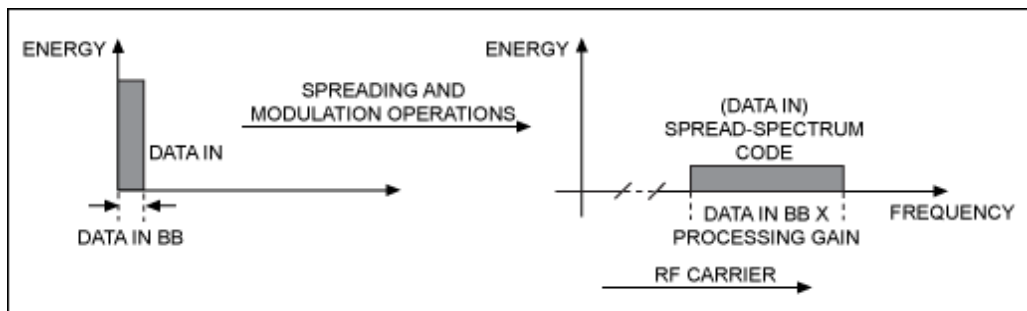 ENERGY
DATA IN
DATA IN BB
SPREADING AND
MODULATION OPERATIONS
ENERGY
(DATA IN)
SPREAD-SPECTRUM
CODE
FREQUENCY
DATA IN BB X
PROCESSING GAIN
RF CARRIER